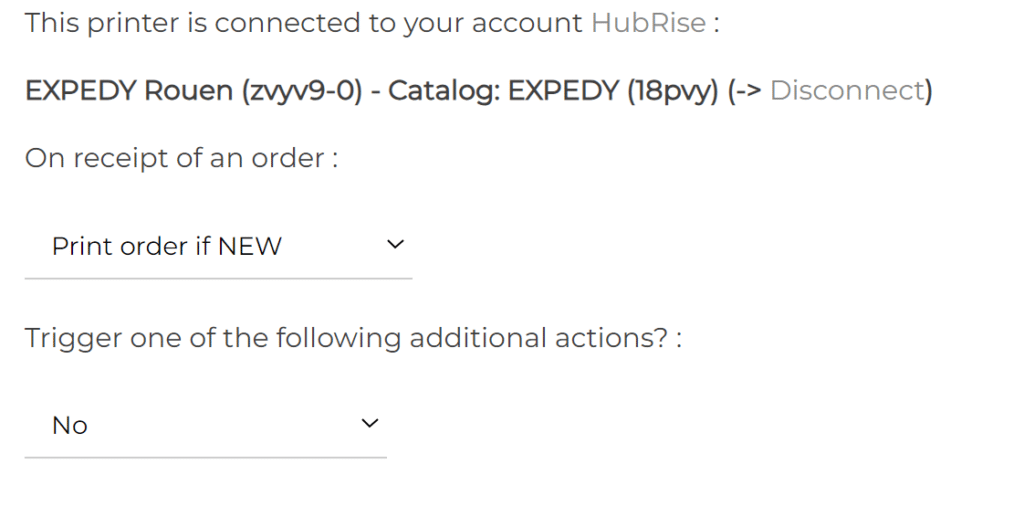 This printer is connected to your account HubRise :
EXPEDY Rouen (zvyv9-0) - Catalog: EXPEDY (18pvy) (-> Disconnect)
On receipt of an order :
Print order if NEW
Trigger one of the following additional actions? :
No